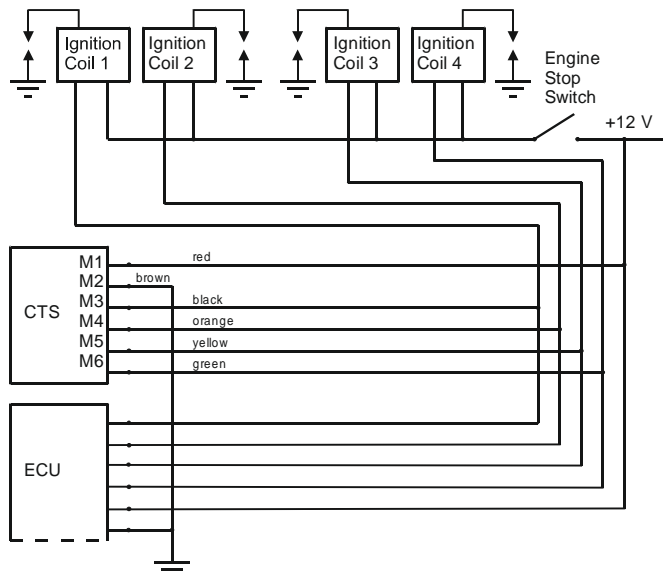 Ignition
Coil 1
Ignition
Coil 2
Ignition
Coil 3
Ignition
Coil 4
Engine
Stop
Switch
+12 V
CTS
M1
M2
M3
M4
M5
M6
red
brown
black
orange
yellow
green
ECU